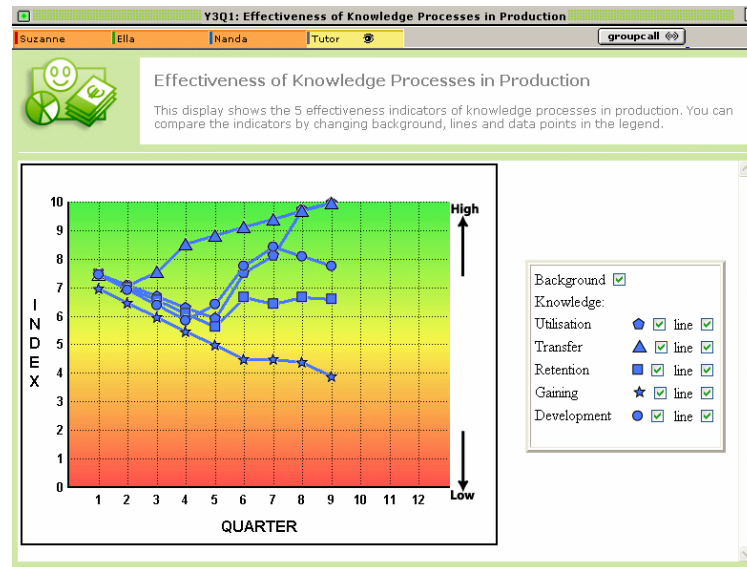 Y3Q1: Effectiveness of Knowledge Processes in Production
Suzanne Ella Nanda Tutor groupcall
Effectiveness of Knowledge Processes in Production
This display shows the 5 effectiveness indicators of knowledge processes in production. You can
compare the indicators by changing background, lines and data points in the legend.
10
9
8
7
6
5
4
3
2
1
0
INDEX
High
Low
1 2 3 4 5 6 7 8 9 10 11 12
QUARTER
Background
Knowledge:
Utilisation line
Transfer line
Retention line
Gaining line
Development line